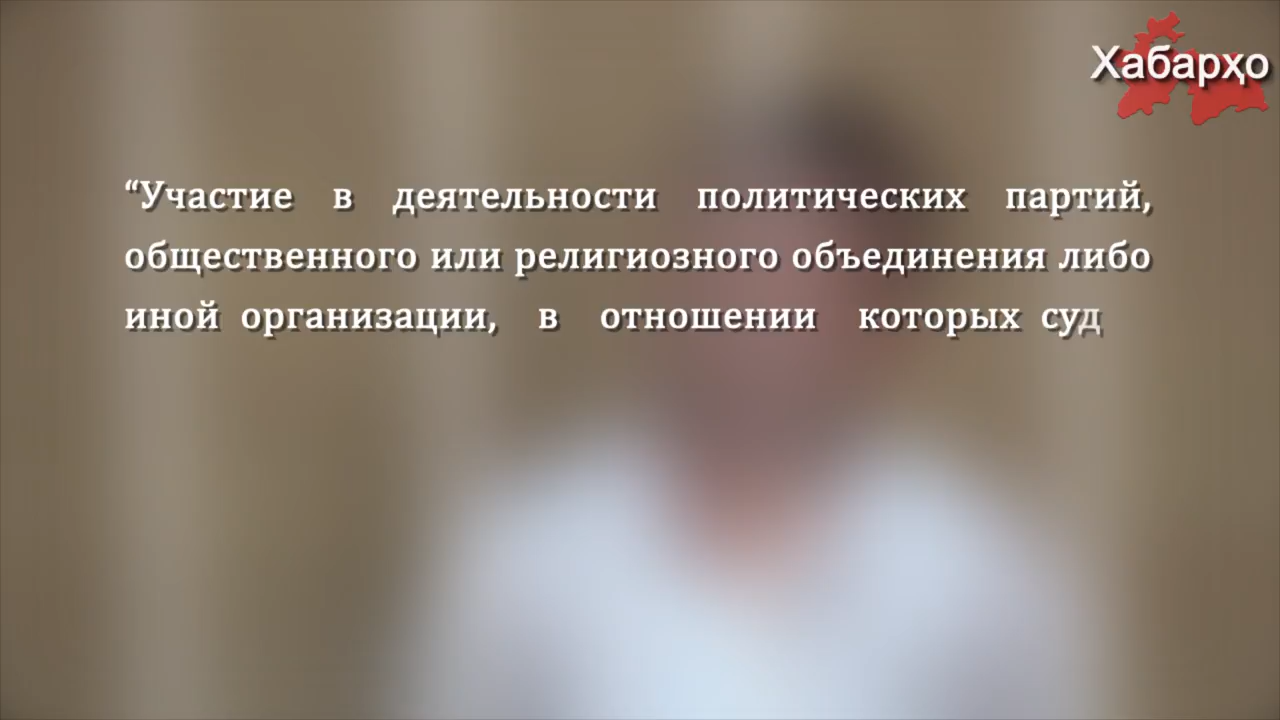 Хабарҳо
“Участие в деятельности политических партий,
общественного или религиозного объединения либо
иной организации, в отношении которых суд